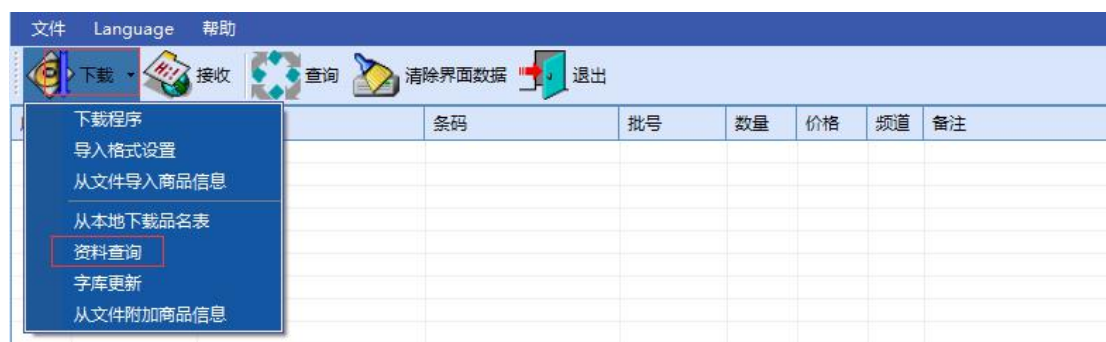 文件 Language 帮助
下载 接收 查询 清除界面数据 退出
条码 批号 数量 价格 频道 备注
下载程序
导入格式设置
从文件导入商品信息
从本地下载品名表
资料查询
字库更新
从文件附加商品信息